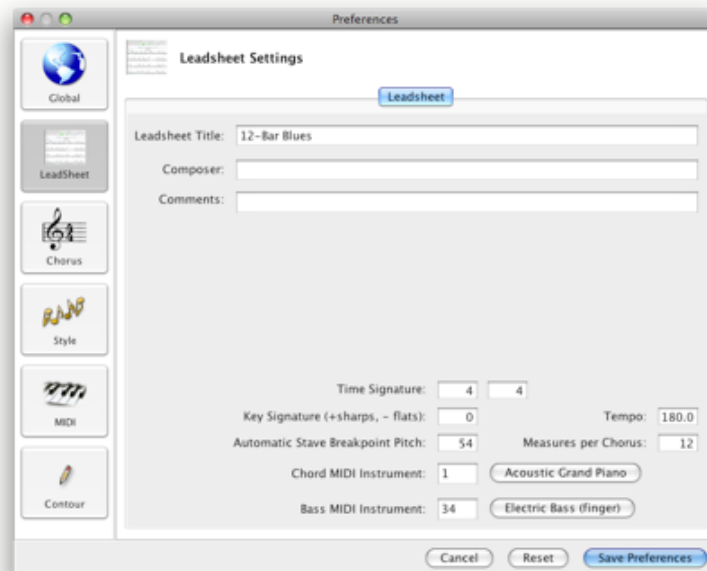 Preferences
Global
LeadSheet
Chorus
Style
MIDI
Contour
Leadsheet Settings
Leadsheet
Leadsheet Title: 12-Bar Blues
Composer:
Comments:
Time Signature: 4 4
Key Signature (+sharps, - flats): 0 Tempo: 180.0
Automatic Stave Breakpoint Pitch: 54 Measures per Chorus: 12
Chord MIDI Instrument: 1 Acoustic Grand Piano
Bass MIDI Instrument: 34 Electric Bass (finger)
Cancel Reset Save Preferences